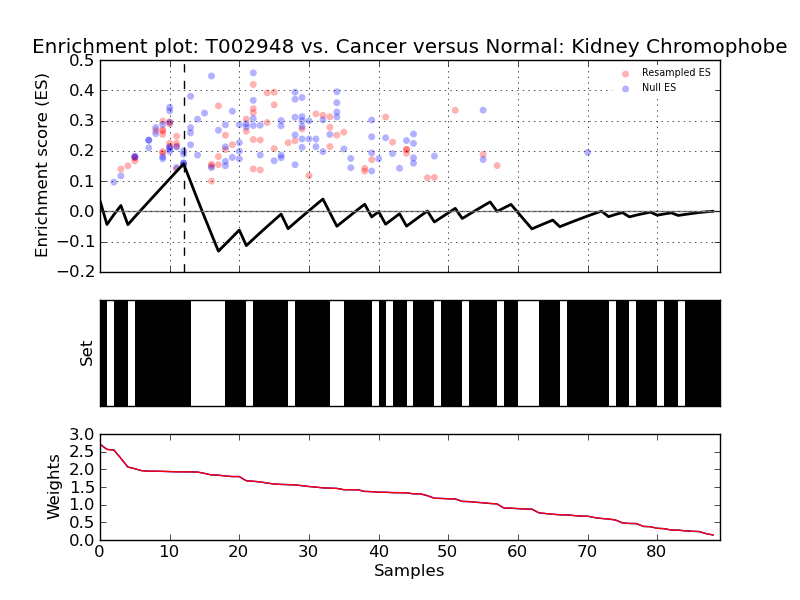 Enrichment plot: T002948 vs. Cancer versus Normal: Kidney Chromophobe
Enrichment score (ES)
0.5
0.4
0.3
0.2
0.1
0.0
−0.1
−0.2
Resampled ES
Null ES
Set
Weights
3.0
2.5
2.0
1.5
1.0
0.5
0.0
0 10 20 30 40 50 60 70 80
Samples